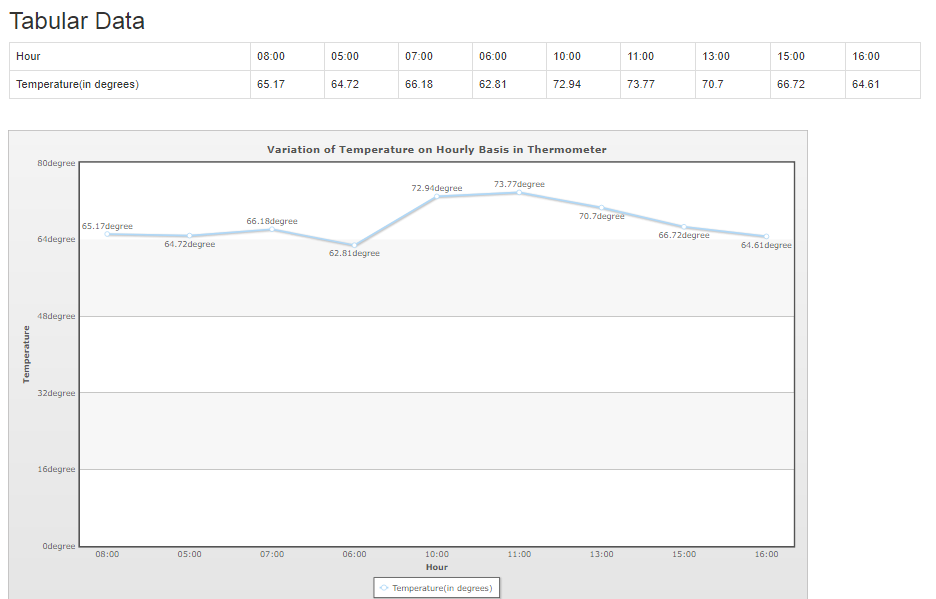 Tabular Data
Hour 08:00 05:00 07:00 06:00 10:00 11:00 13:00 15:00 16:00
Temperature(in degrees) 65.17 64.72 66.18 62.81 72.94 73.77 70.7 66.72 64.61
Variation of Temperature on Hourly Basis in Thermometer
80degree
73.77degree
72.94degree
70.7degree
66.18degree
65.17degree
66.72degree
64degree
64.72degree
64.61degree
62.81degree
48degree
Temperature
32degree
16degree
0degree
08:00 05:00 07:00 06:00 10:00 11:00 13:00 15:00 16:00
Hour
Temperature(in degrees)